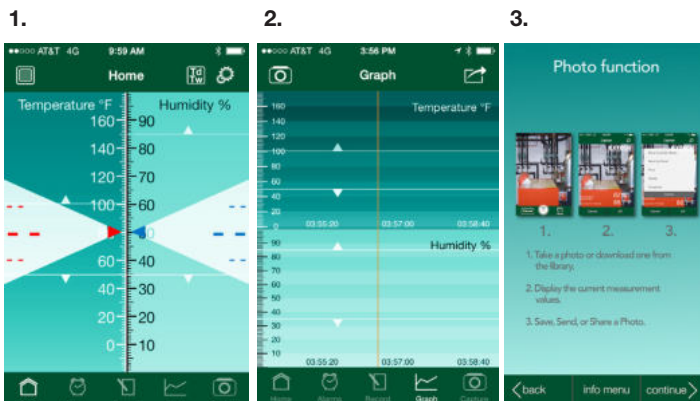 1.
2.
3.
AT&T 4G 9:59 AM
Td
Tw
Home
Temperature °F Humidity %
160 90
140 80
120 70
100 60
60 40
40 30
20 20
0 10
AT&T 4G 3:56 PM
Graph
160
140
120
100
80
60
40
20
0
Temperature °F
03:55:20 03:57:00 03:58:40
90
80
70
60
50
40
30
20
10
Humidity %
03:55:20 03:57:00 03:58:40
Home Alarms Record Graph Capture
Photo function
1. 2. 3.
1. Take a photo or download one from
the library.
2. Display the current measurement
values.
3. Save, Send, or Share a Photo.
back info menu continue